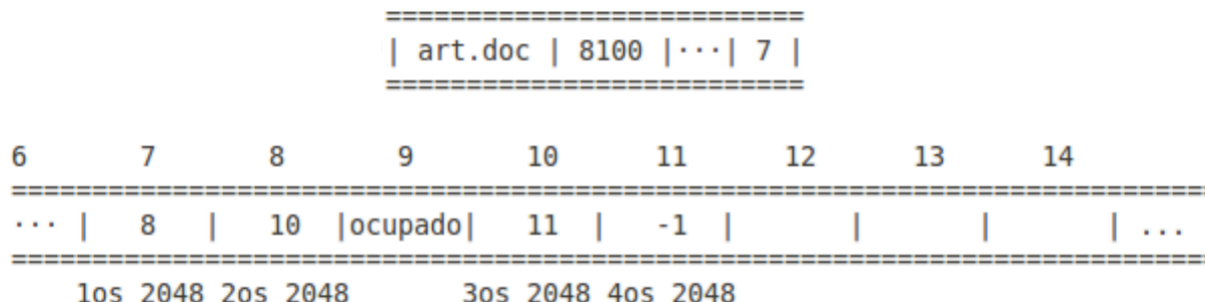 ==========================
| art.doc | 8100 |···| 7 |
==========================
6       7       8       9       10      11      12      13      14
===========================================================================
··· |   8   |   10  |ocupado|   11  |   -1  |       |       |       | ...
===========================================================================
1os 2048 2os 2048       3os 2048 4os 2048